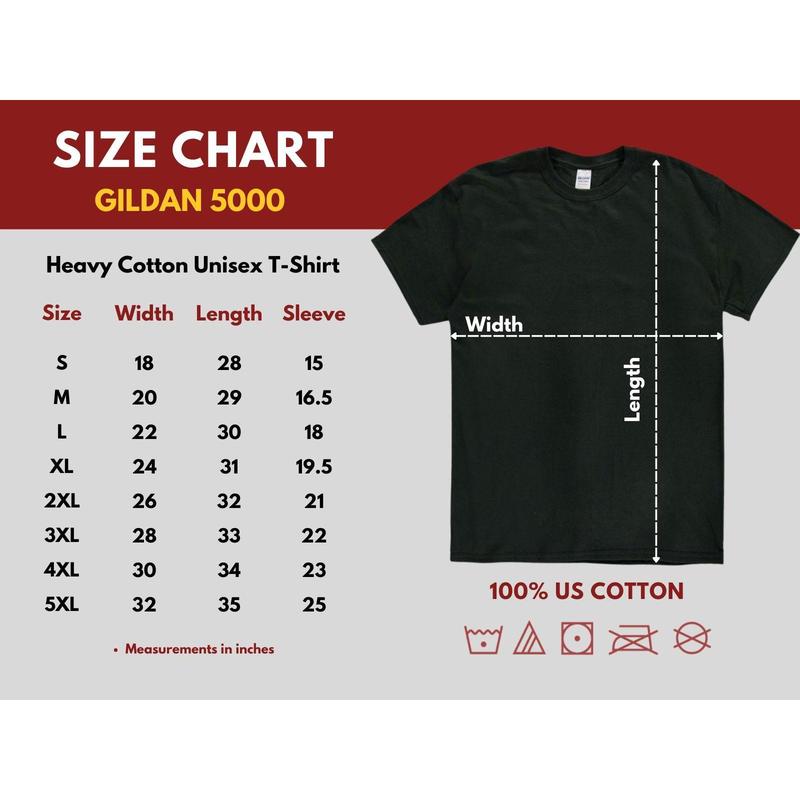 SIZE CHART
GILDAN 5000
Heavy Cotton Unisex T-Shirt
Size Width Length Sleeve
S 18 28 15
M 20 29 16.5
L 22 30 18
XL 24 31 19.5
2XL 26 32 21
3XL 28 33 22
4XL 30 34 23
5XL 32 35 25
• Measurements in inches
Width
Length
100% US COTTON